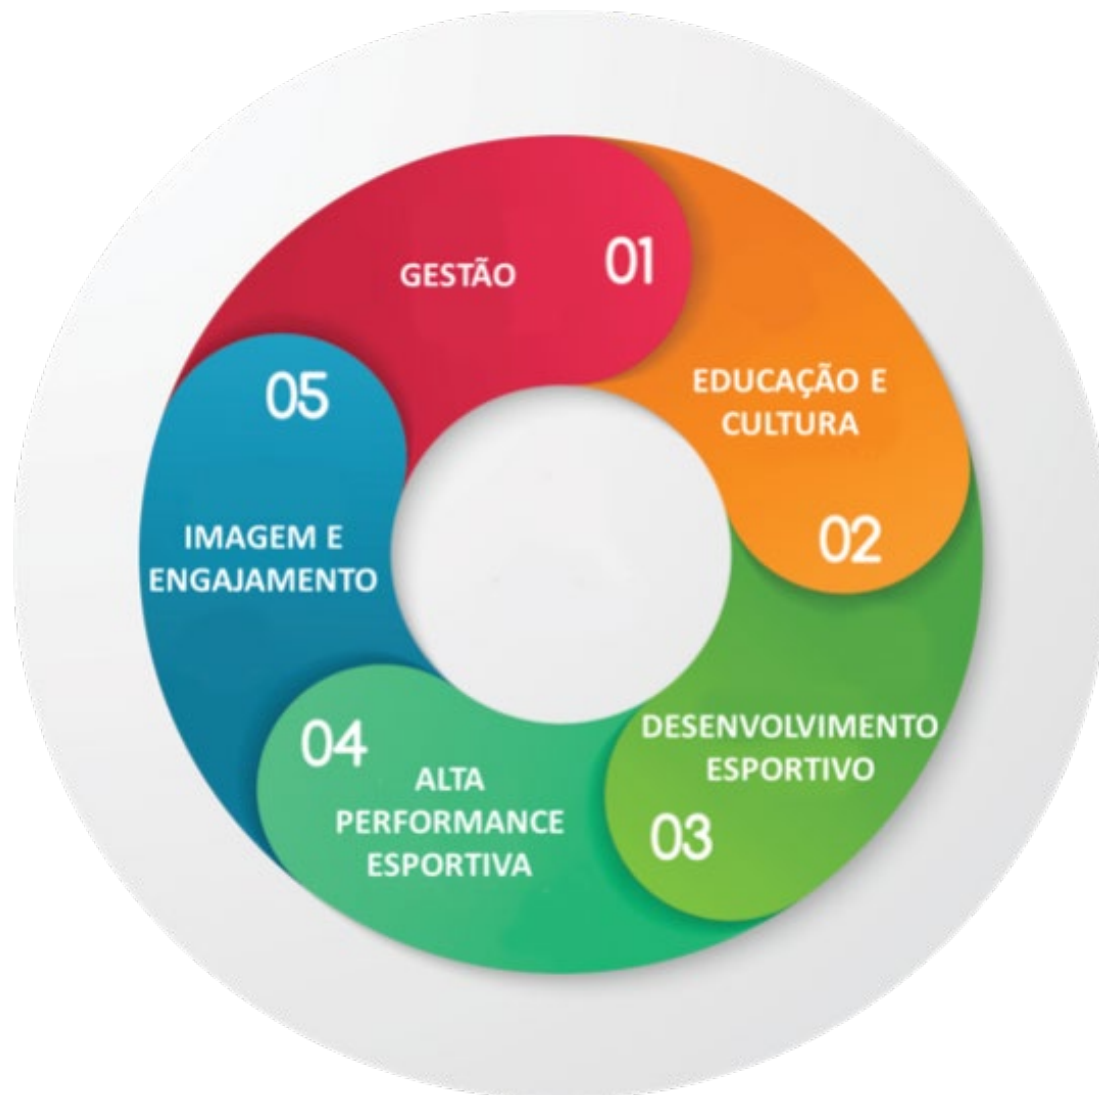 GESTÃO
01
EDUCAÇÃO E
CULTURA
02
DESENVOLVIMENTO
ESPORTIVO
03
04
ALTA
PERFORMANCE
ESPORTIVA
05
IMAGEM E
ENGAJAMENTO